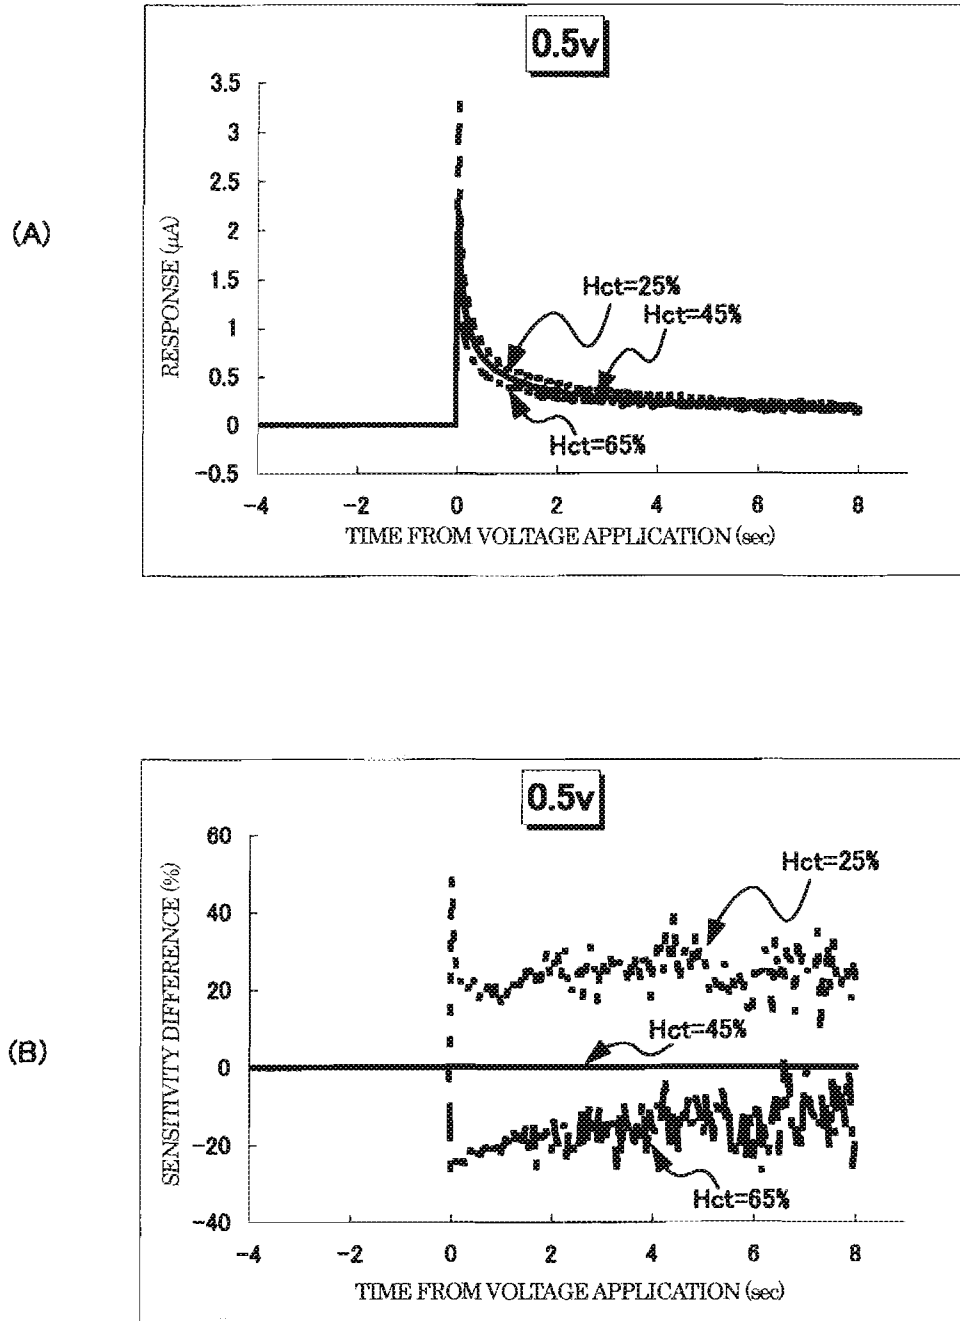 0.5v
3.5
3
2.5
(A)
2
RESPONSE (μA)
1.5
Hct=25%
Hct=45%
1
0.5
Hct=65%
0
-0.5
-4 -2 0 2 4 6 8
TIME FROM VOLTAGE APPLICATION (sec)
0.5v
60
Hct=25%
SENSITIVITY DIFFERENCE (%)
40
20
Hct=45%
(B)
0
-20
Hct=65%
-40
-4 -2 0 2 4 6 8
TIME FROM VOLTAGE APPLICATION (sec)